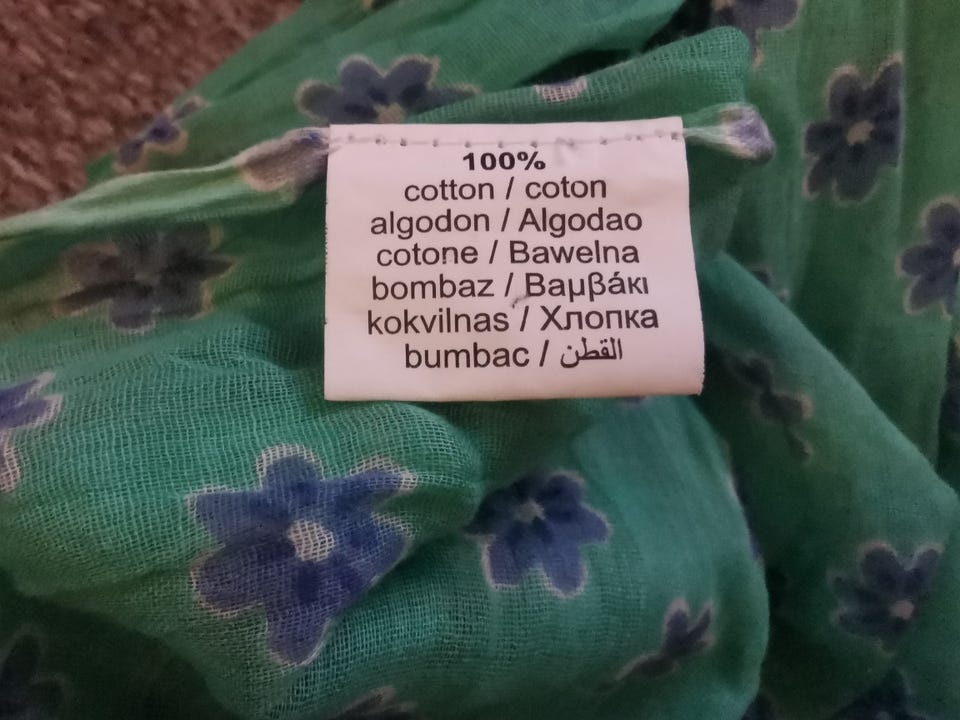 100%
cotton / coton
algodon / Algodao
cotone / Bawelna
bombaz / Βαμβάκι
kokvilnas / Хлопка
bumbac / القطن